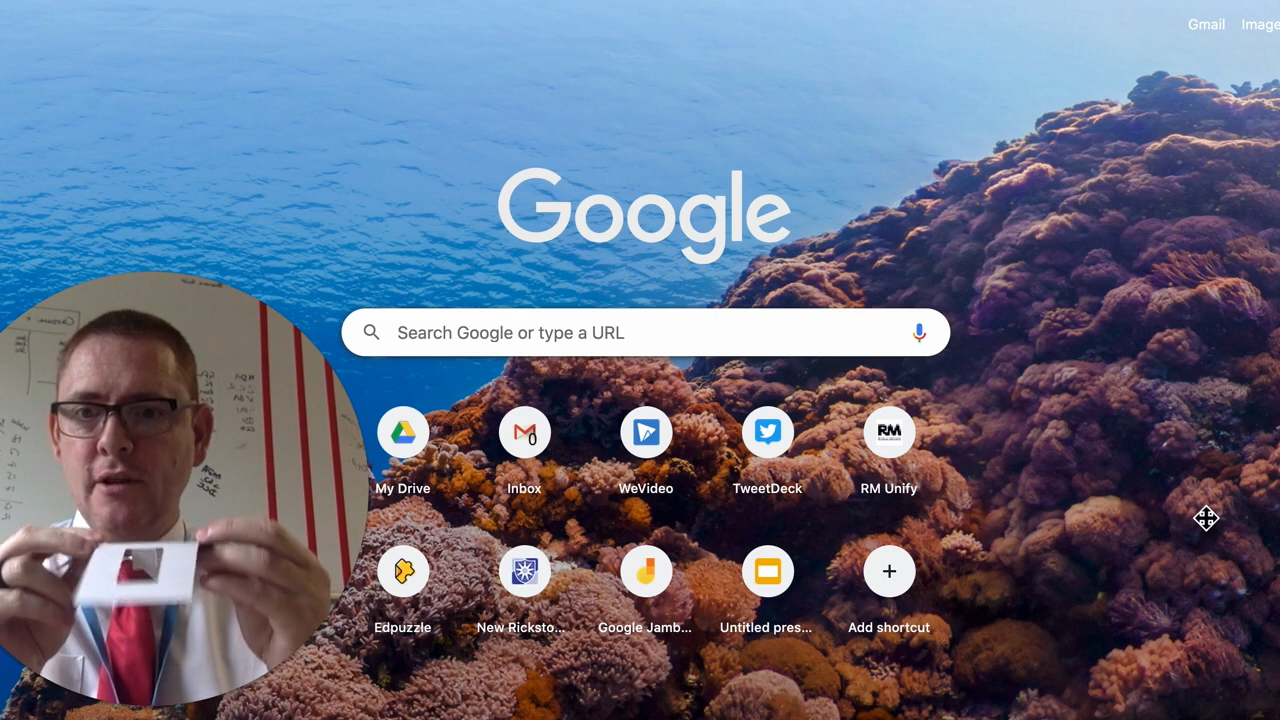 Gmail Image
Google
Search Google or type a URL
My Drive
0
Inbox
WeVideo
TweetDeck
RM
RM Unify
Edpuzzle
New Ricksto...
Google Jamb...
Untitled pres...
Add shortcut